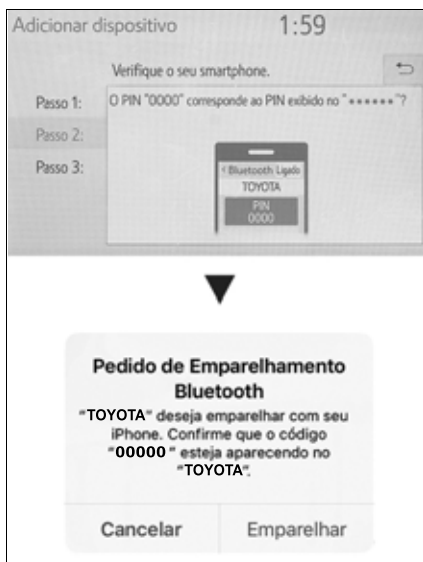 Adicionar dispositivo 1:59
Verifique o seu smartphone.
Passo 1:
O PIN "0000" corresponde ao PIN exibido no "••••••"?
Passo 2:
Passo 3:
< Bluetooth Ligado
TOYOTA
PIN
0000
Pedido de Emparelhamento
Bluetooth
"TOYOTA" deseja emparelhar com seu
iPhone. Confirme que o código
"00000 " esteja aparecendo no
"TOYOTA".
Cancelar Emparelhar